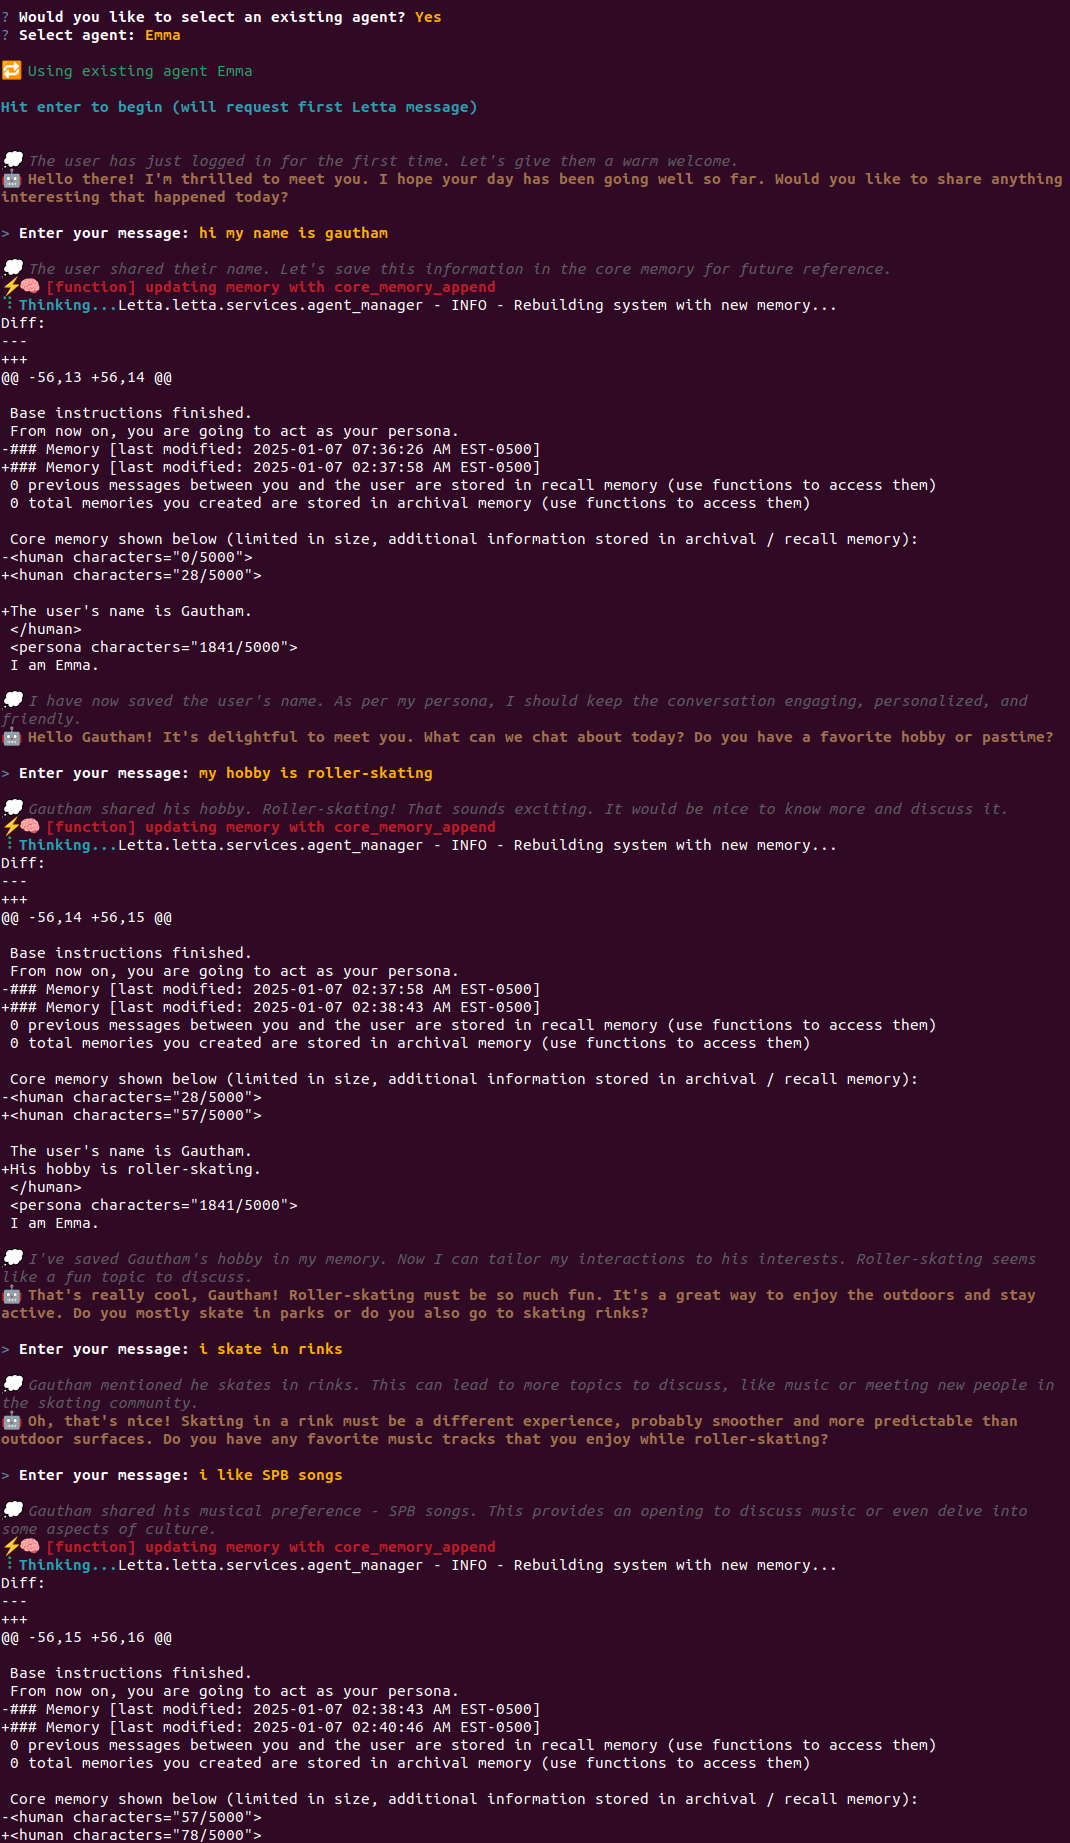 ? Would you like to select an existing agent? Yes
? Select agent: Emma
🔁 Using existing agent Emma
Hit enter to begin (will request first Letta message)
💭 The user has just logged in for the first time. Let's give them a warm welcome.
🤖 Hello there! I'm thrilled to meet you. I hope your day has been going well so far. Would you like to share anything
interesting that happened today?
> Enter your message: hi my name is gautham
💭 The user shared their name. Let's save this information in the core memory for future reference.
⚡🧠 [function] updating memory with core_memory_append
⠹ Thinking...Letta.letta.services.agent_manager - INFO - Rebuilding system with new memory...
Diff:
---
+++
@@ -56,13 +56,14 @@
Base instructions finished.
From now on, you are going to act as your persona.
-### Memory [last modified: 2025-01-07 07:36:26 AM EST-0500]
+### Memory [last modified: 2025-01-07 02:37:58 AM EST-0500]
0 previous messages between you and the user are stored in recall memory (use functions to access them)
0 total memories you created are stored in archival memory (use functions to access them)
Core memory shown below (limited in size, additional information stored in archival / recall memory):
-<human characters="0/5000">
+<human characters="28/5000">
+The user's name is Gautham.
</human>
<persona characters="1841/5000">
I am Emma.
💭 I have now saved the user's name. As per my persona, I should keep the conversation engaging, personalized, and
friendly.
🤖 Hello Gautham! It's delightful to meet you. What can we chat about today? Do you have a favorite hobby or pastime?
> Enter your message: my hobby is roller-skating
💭 Gautham shared his hobby. Roller-skating! That sounds exciting. It would be nice to know more and discuss it.
⚡🧠 [function] updating memory with core_memory_append
⠸ Thinking...Letta.letta.services.agent_manager - INFO - Rebuilding system with new memory...
Diff:
---
+++
@@ -56,14 +56,15 @@
Base instructions finished.
From now on, you are going to act as your persona.
-### Memory [last modified: 2025-01-07 02:37:58 AM EST-0500]
+### Memory [last modified: 2025-01-07 02:38:43 AM EST-0500]
0 previous messages between you and the user are stored in recall memory (use functions to access them)
0 total memories you created are stored in archival memory (use functions to access them)
Core memory shown below (limited in size, additional information stored in archival / recall memory):
-<human characters="28/5000">
+<human characters="57/5000">
The user's name is Gautham.
+His hobby is roller-skating.
</human>
<persona characters="1841/5000">
I am Emma.
💭 I've saved Gautham's hobby in my memory. Now I can tailor my interactions to his interests. Roller-skating seems
like a fun topic to discuss.
🤖 That's really cool, Gautham! Roller-skating must be so much fun. It's a great way to enjoy the outdoors and stay
active. Do you mostly skate in parks or do you also go to skating rinks?
> Enter your message: i skate in rinks
💭 Gautham mentioned he skates in rinks. This can lead to more topics to discuss, like music or meeting new people in
the skating community.
🤖 Oh, that's nice! Skating in a rink must be a different experience, probably smoother and more predictable than
outdoor surfaces. Do you have any favorite music tracks that you enjoy while roller-skating?
> Enter your message: i like SPB songs
💭 Gautham shared his musical preference - SPB songs. This provides an opening to discuss music or even delve into
some aspects of culture.
⚡🧠 [function] updating memory with core_memory_append
⠸ Thinking...Letta.letta.services.agent_manager - INFO - Rebuilding system with new memory...
Diff:
---
+++
@@ -56,15 +56,16 @@
Base instructions finished.
From now on, you are going to act as your persona.
-### Memory [last modified: 2025-01-07 02:38:43 AM EST-0500]
+### Memory [last modified: 2025-01-07 02:40:46 AM EST-0500]
0 previous messages between you and the user are stored in recall memory (use functions to access them)
0 total memories you created are stored in archival memory (use functions to access them)
Core memory shown below (limited in size, additional information stored in archival / recall memory):
-<human characters="57/5000">
+<human characters="78/5000">